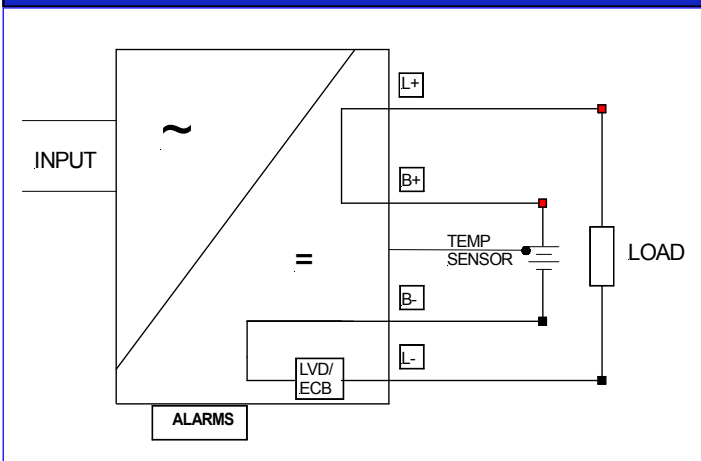 L+
~
INPUT
B+
TEMP
SENSOR
LOAD
=
B-
L-
LVD/
ECB
ALARMS